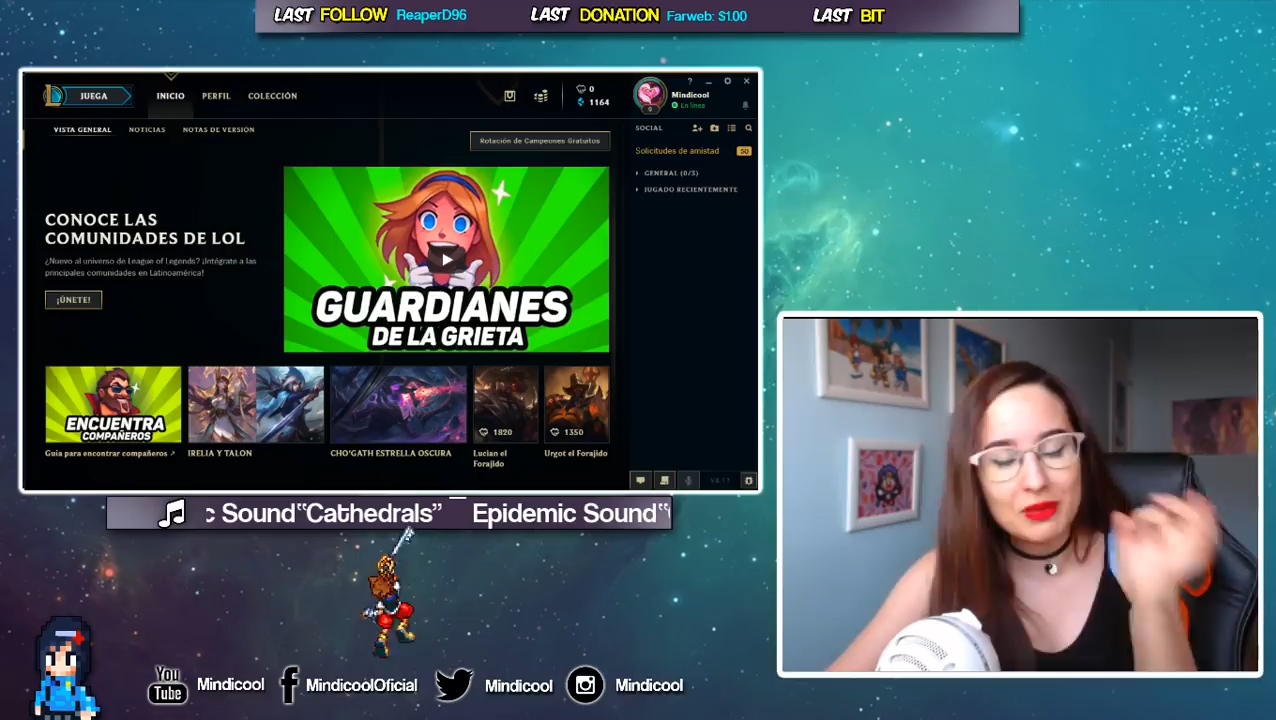 LAST FOLLOW ReaperD96 LAST DONATION Farweb: $1.00 LAST BIT
JUEGA INICIO PERFIL COLECCIÓN
0
1164
Mindicool
En línea
VISTA GENERAL NOTICIAS NOTAS DE VERSIÓN
Rotación de Campeones Gratuitos
CONOCE LAS
COMUNIDADES DE LOL
¿Nuevo al universo de League of Legends? ¡Intégrate a las
principales comunidades en Latinoamérica!
¡ÚNETE!
GUARDIANES
DE LA GRIETA
ENCUENTRA
COMPAÑEROS
Guía para encontrar compañeros
IRELIA Y TALON
CHO'GATH ESTRELLA OSCURA
1820
Lucian el
Forajido
1350
Urgot el Forajido
SOCIAL
Solicitudes de amistad 50
GENERAL (0/3)
JUGADO RECIENTEMENTE
c Sound"Cathedrals" Epidemic Sound"
You
Tube
Mindicool MindicoolOficial Mindicool Mindicool